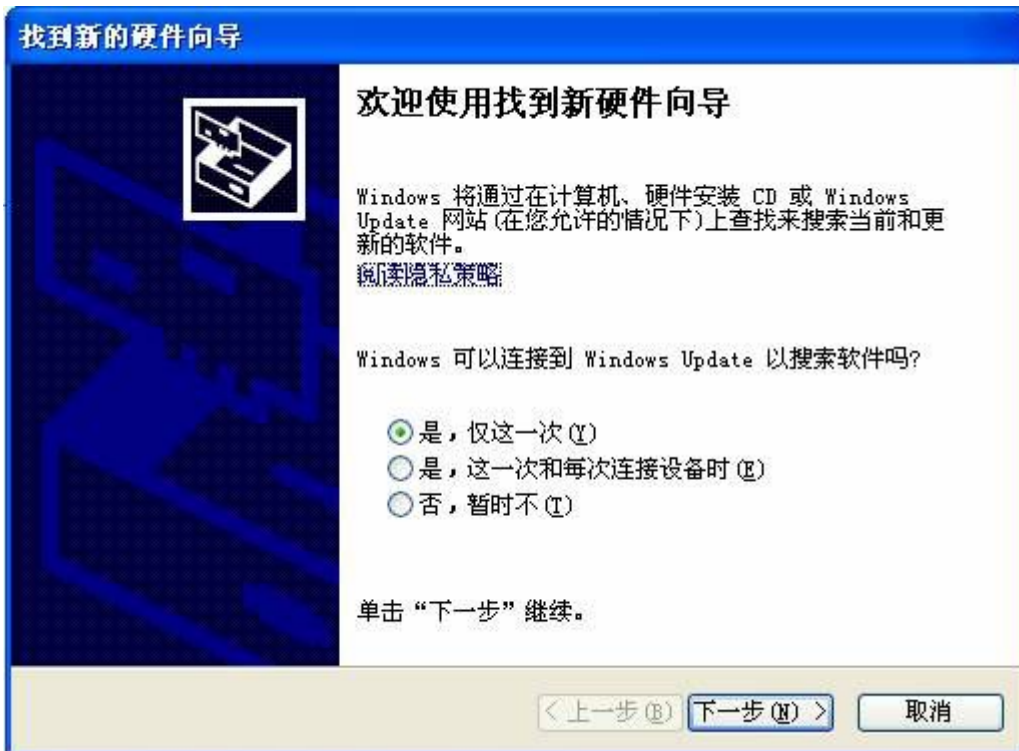 找到新的硬件向导
欢迎使用找到新硬件向导
Windows 将通过在计算机、硬件安装 CD 或 Windows
Update 网站(在您允许的情况下)上查找来搜索当前和更
新的软件。
阅读隐私策略
Windows 可以连接到 Windows Update 以搜索软件吗?
是，仅这一次(Y)
是，这一次和每次连接设备时(E)
否，暂时不(T)
单击“下一步”继续。
< 上一步(B) 下一步(N) > 取消